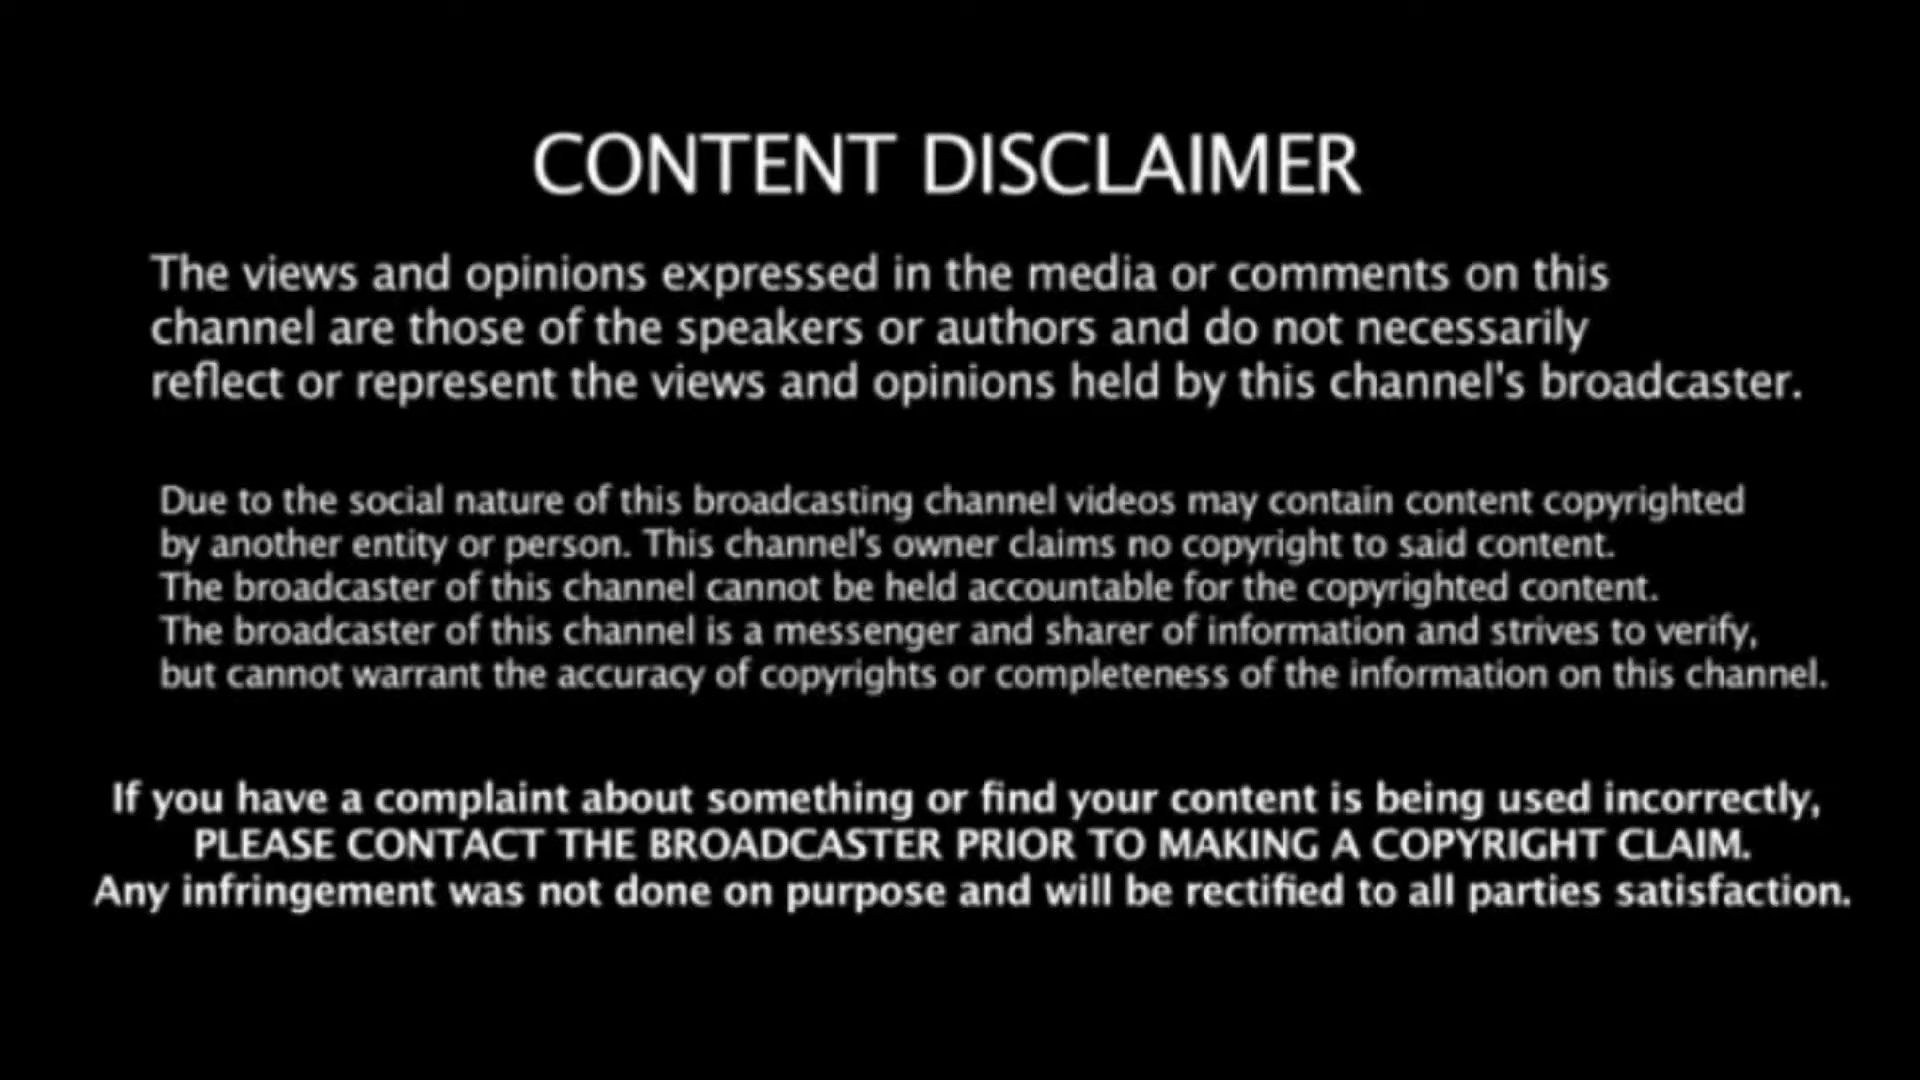 CONTENT DISCLAIMER
The views and opinions expressed in the media or comments on this
channel are those of the speakers or authors and do not necessarily
reflect or represent the views and opinions held by this channel's broadcaster.
Due to the social nature of this broadcasting channel videos may contain content copyrighted
by another entity or person. This channel's owner claims no copyright to said content.
The broadcaster of this channel cannot be held accountable for the copyrighted content.
The broadcaster of this channel is a messenger and sharer of information and strives to verify,
but cannot warrant the accuracy of copyrights or completeness of the information on this channel.
If you have a complaint about something or find your content is being used incorrectly,
PLEASE CONTACT THE BROADCASTER PRIOR TO MAKING A COPYRIGHT CLAIM.
Any infringement was not done on purpose and will be rectified to all parties satisfaction.